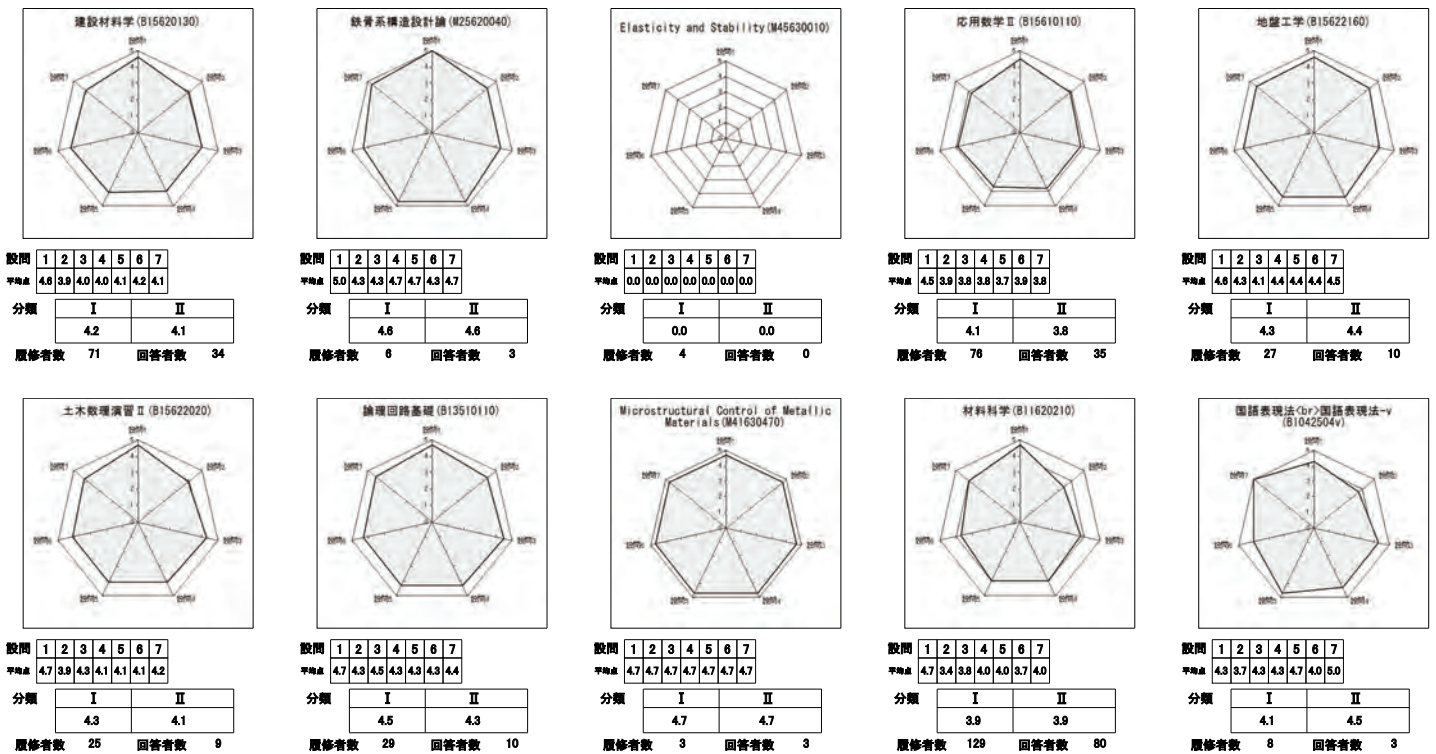 建設材料学(B15620130)
設問 1 2 3 4 5 6 7
平均点 4.6 3.9 4.0 4.0 4.1 4.2 4.1
分類 Ⅰ Ⅱ
4.2 4.1
履修者数 71 回答者数 34
鉄骨系構造設計論(M25620040)
設問 1 2 3 4 5 6 7
平均点 5.0 4.3 4.3 4.7 4.7 4.3 4.7
分類 Ⅰ Ⅱ
4.6 4.6
履修者数 6 回答者数 3
Elasticity and Stability(M45630010)
設問 1 2 3 4 5 6 7
平均点 0.0 0.0 0.0 0.0 0.0 0.0 0.0
分類 Ⅰ Ⅱ
0.0 0.0
履修者数 4 回答者数 0
応用数学Ⅱ(B15610110)
設問 1 2 3 4 5 6 7
平均点 4.5 3.9 3.8 3.8 3.7 3.9 3.8
分類 Ⅰ Ⅱ
4.1 3.8
履修者数 76 回答者数 35
地盤工学(B15622160)
設問 1 2 3 4 5 6 7
平均点 4.6 4.3 4.1 4.4 4.4 4.4 4.5
分類 Ⅰ Ⅱ
4.3 4.4
履修者数 27 回答者数 10
土木数理演習Ⅱ(B15622020)
設問 1 2 3 4 5 6 7
平均点 4.7 3.9 4.3 4.1 4.1 4.1 4.2
分類 Ⅰ Ⅱ
4.3 4.1
履修者数 25 回答者数 9
論理回路基礎(B13510110)
設問 1 2 3 4 5 6 7
平均点 4.7 4.3 4.5 4.3 4.3 4.3 4.4
分類 Ⅰ Ⅱ
4.5 4.3
履修者数 29 回答者数 10
Microstructural Control of Metallic
Materials(M41630470)
設問 1 2 3 4 5 6 7
平均点 4.7 4.7 4.7 4.7 4.7 4.7 4.7
分類 Ⅰ Ⅱ
4.7 4.7
履修者数 3 回答者数 3
材料科学(B11620210)
設問 1 2 3 4 5 6 7
平均点 4.7 3.4 3.8 4.0 4.0 3.7 4.0
分類 Ⅰ Ⅱ
3.9 3.9
履修者数 129 回答者数 80
国語表現法<br>国語表現法-v
(B1042504v)
設問 1 2 3 4 5 6 7
平均点 4.3 3.7 4.3 4.3 4.7 4.0 5.0
分類 Ⅰ Ⅱ
4.1 4.5
履修者数 8 回答者数 3